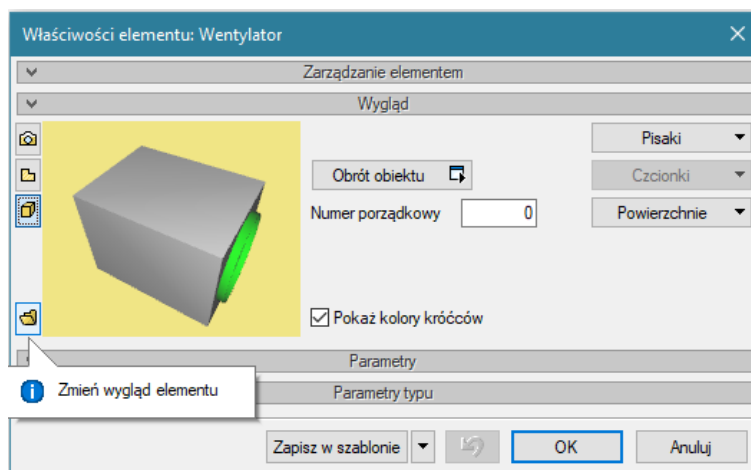 Właściwości elementu: Wentylator
Zarządzanie elementem
Wygląd
Pisaki
Obrót obiektu
Czcionki
Numer porządkowy 0
Powierzchnie
Pokaż kolory króćców
Parametry
Zmień wygląd elementu
Parametry typu
Zapisz w szablonie
OK
Anuluj